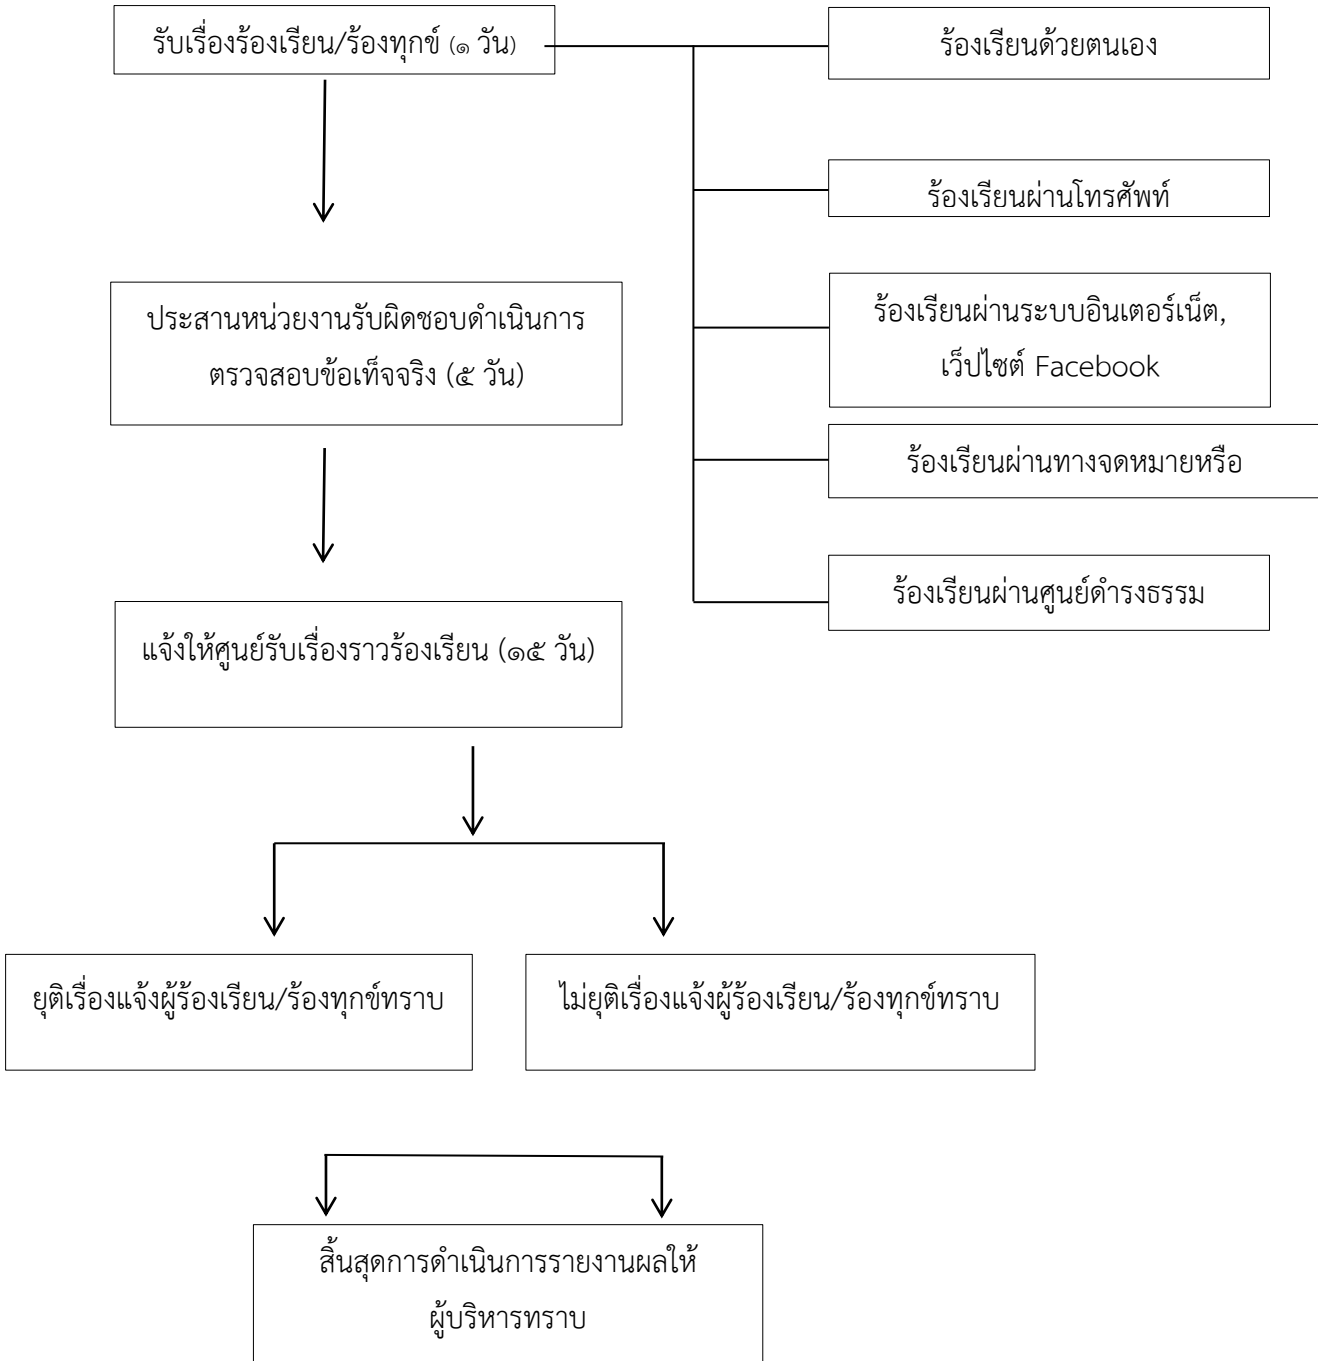 รับเรื่องร้องเรียน/ร้องทุกข์ (๑ วัน)
ร้องเรียนด้วยตนเอง
ร้องเรียนผ่านโทรศัพท์
ประสานหน่วยงานรับผิดชอบดำเนินการ
ตรวจสอบข้อเท็จจริง (๕ วัน)
ร้องเรียนผ่านระบบอินเตอร์เน็ต,
เว็ปไซต์ Facebook
ร้องเรียนผ่านทางจดหมายหรือ
ร้องเรียนผ่านศูนย์ดำรงธรรม
แจ้งให้ศูนย์รับเรื่องราวร้องเรียน (๑๕ วัน)
ยุติเรื่องแจ้งผู้ร้องเรียน/ร้องทุกข์ทราบ
ไม่ยุติเรื่องแจ้งผู้ร้องเรียน/ร้องทุกข์ทราบ
สิ้นสุดการดำเนินการรายงานผลให้
ผู้บริหารทราบ